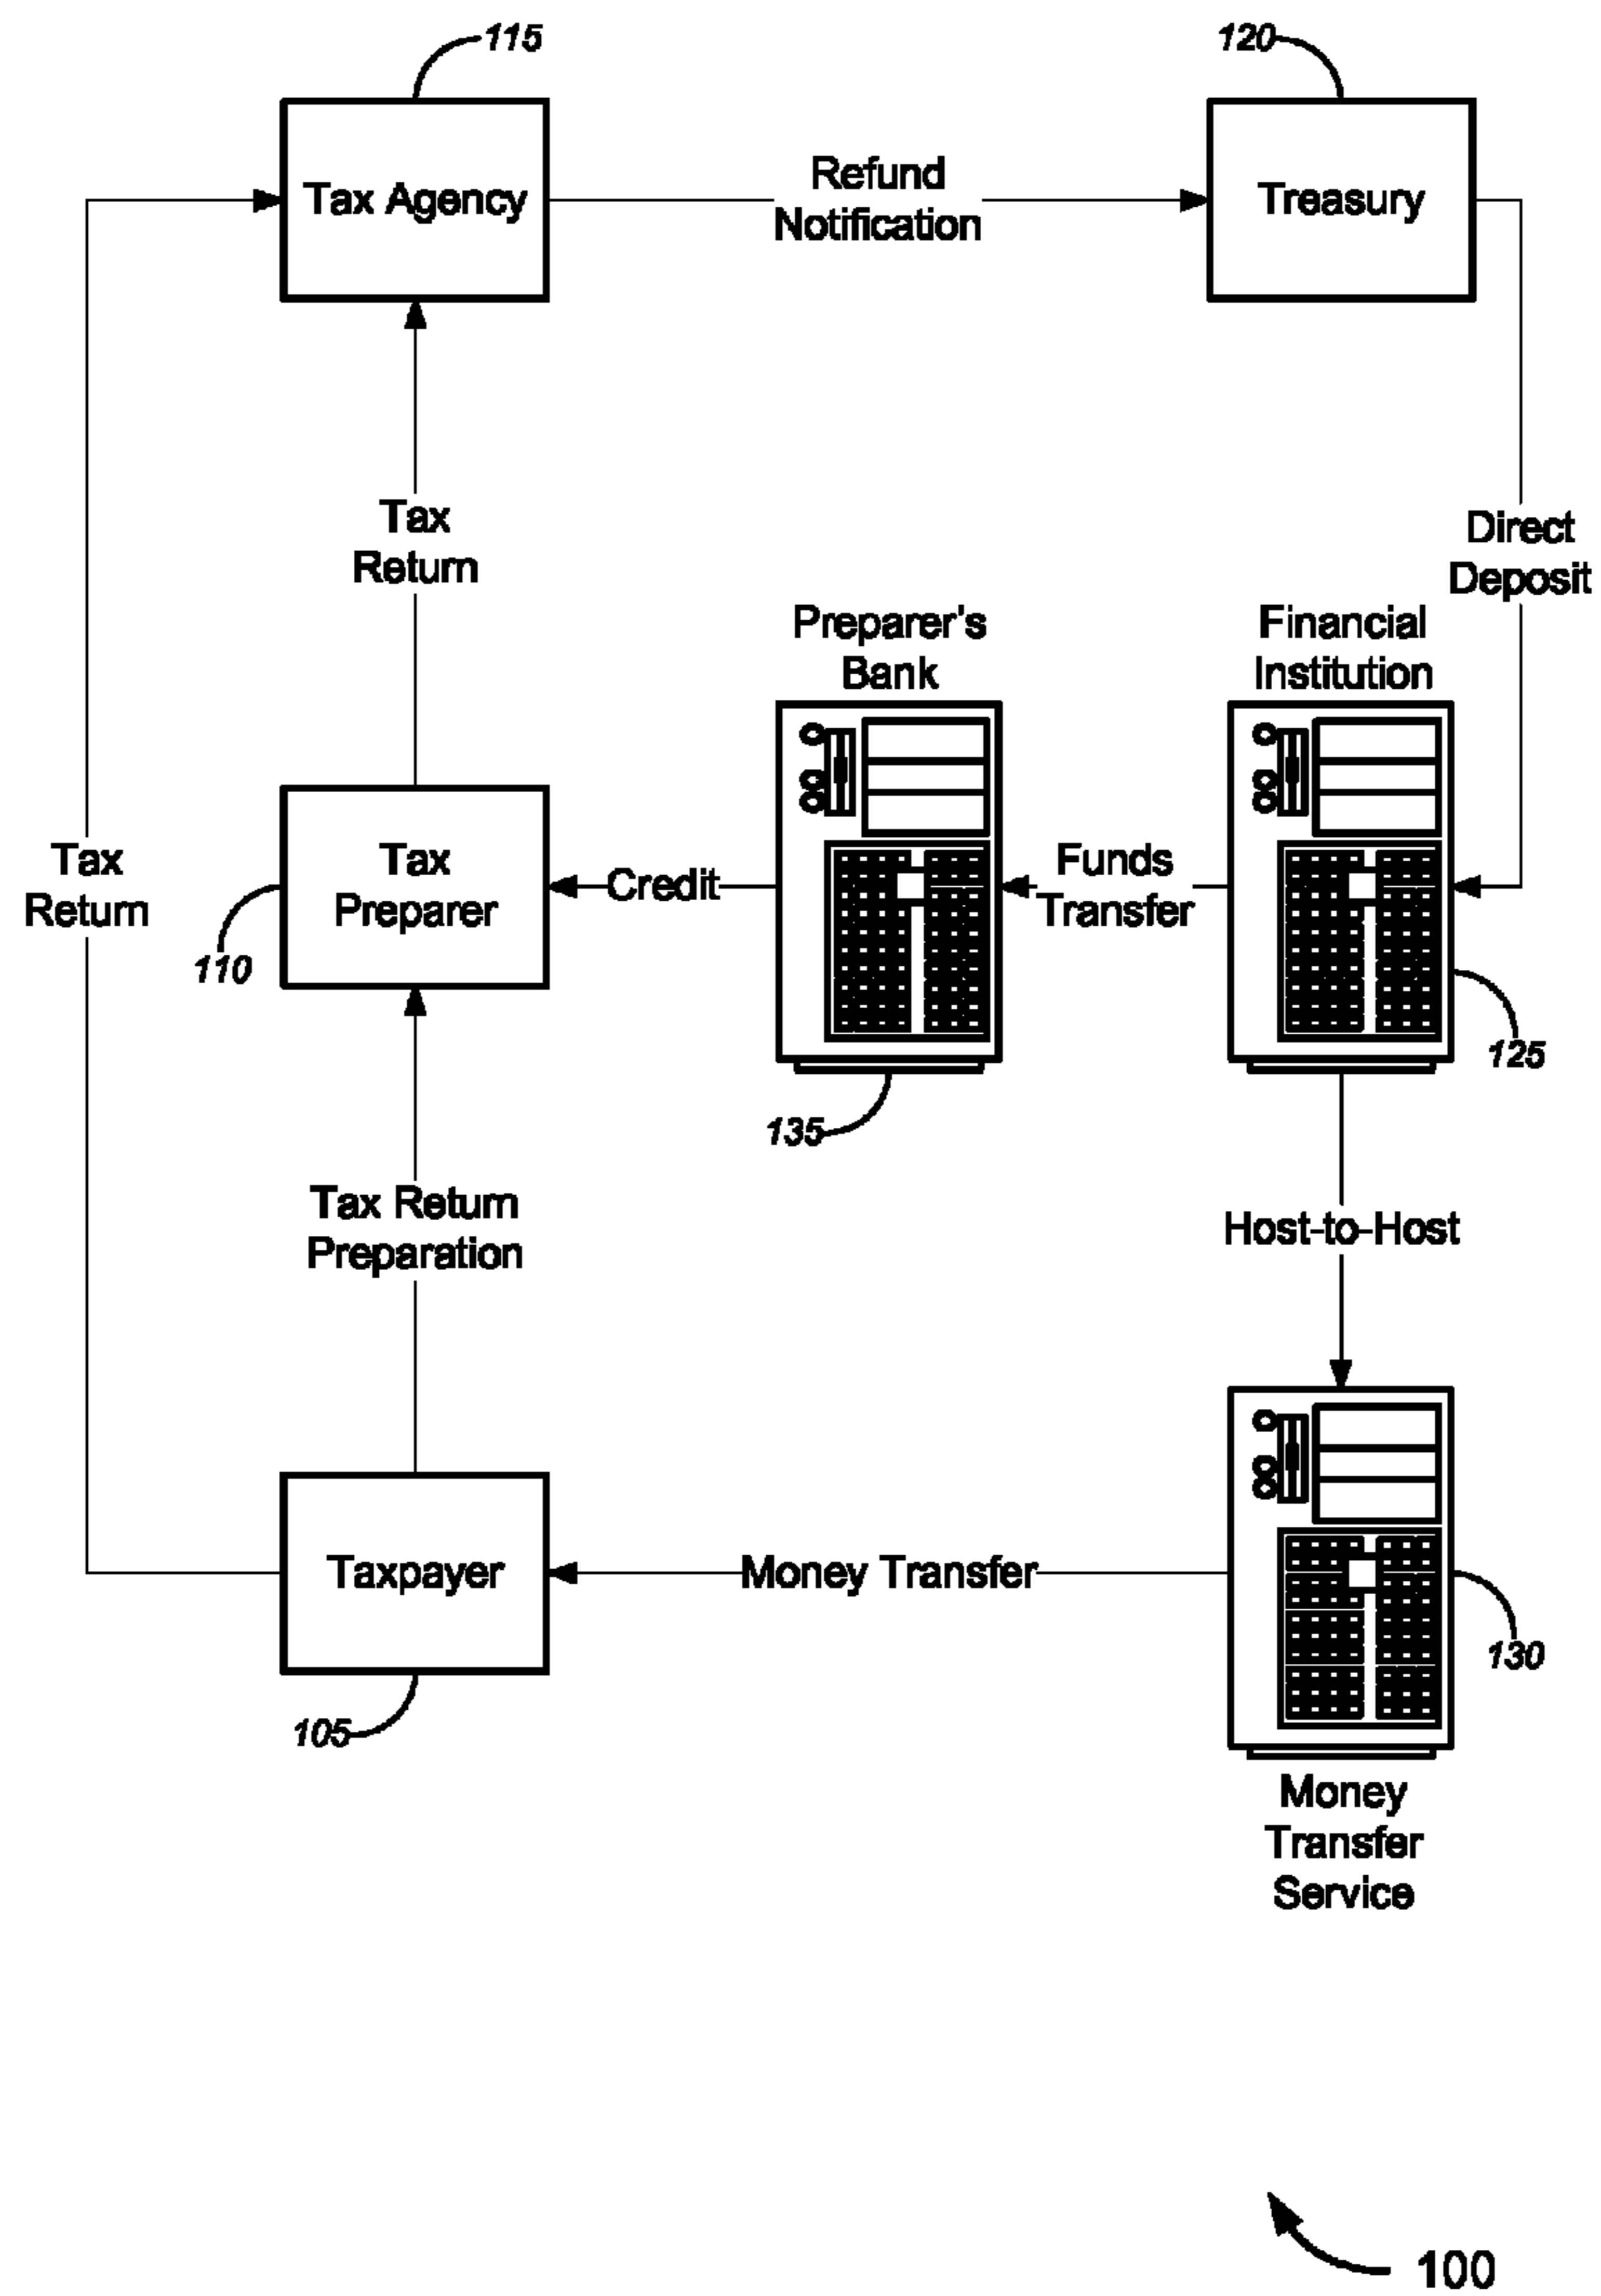 115
120
Tax Agency
Refund
Notification
Treasury
Tax
Return
Direct
Deposit
Preparer's
Bank
Financial
Institution
Tax
Return
Tax
Preparer
Credit
Funds
Transfer
110
125
135
Tax Return
Preparation
Host-to-Host
Taxpayer
Money Transfer
130
105
Money
Transfer
Service
100